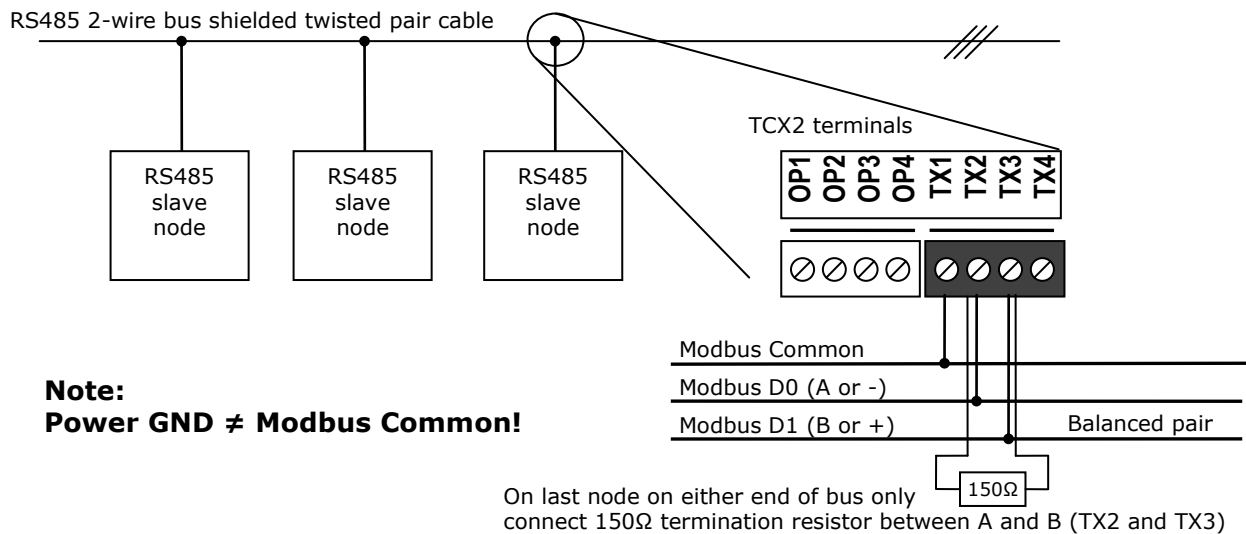 RS485 2-wire bus shielded twisted pair cable
TCX2 terminals
OP1 OP2 OP3 OP4 TX1 TX2 TX3 TX4
RS485
slave
node
RS485
slave
node
RS485
slave
node
Modbus Common
Modbus D0 (A or -)
Modbus D1 (B or +) Balanced pair
Note:
Power GND ≠ Modbus Common!
150Ω
On last node on either end of bus only
connect 150Ω termination resistor between A and B (TX2 and TX3)